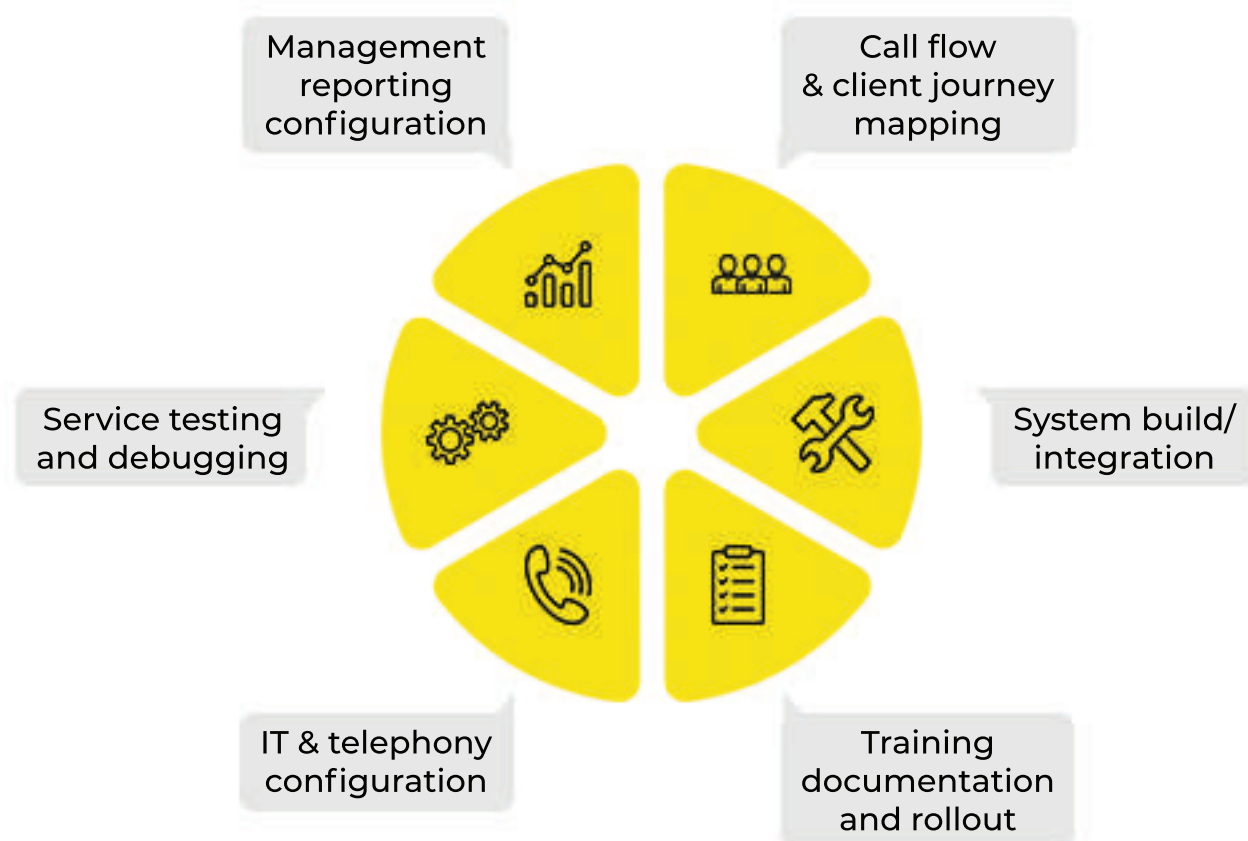 Management
reporting
configuration
Call flow
& client journey
mapping
Service testing
and debugging
System build/
integration
IT & telephony
configuration
Training
documentation
and rollout